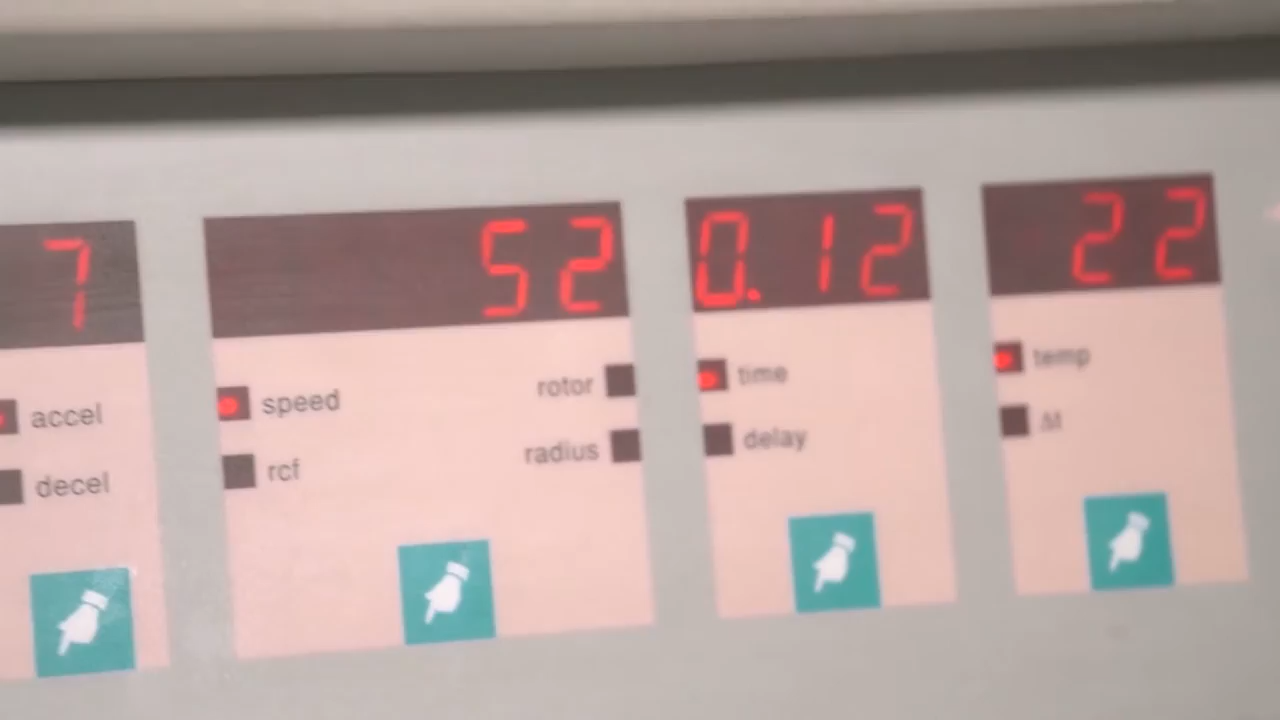 7 52 0.12 22
accel speed rotor time temp
decel rcf radius delay Δt